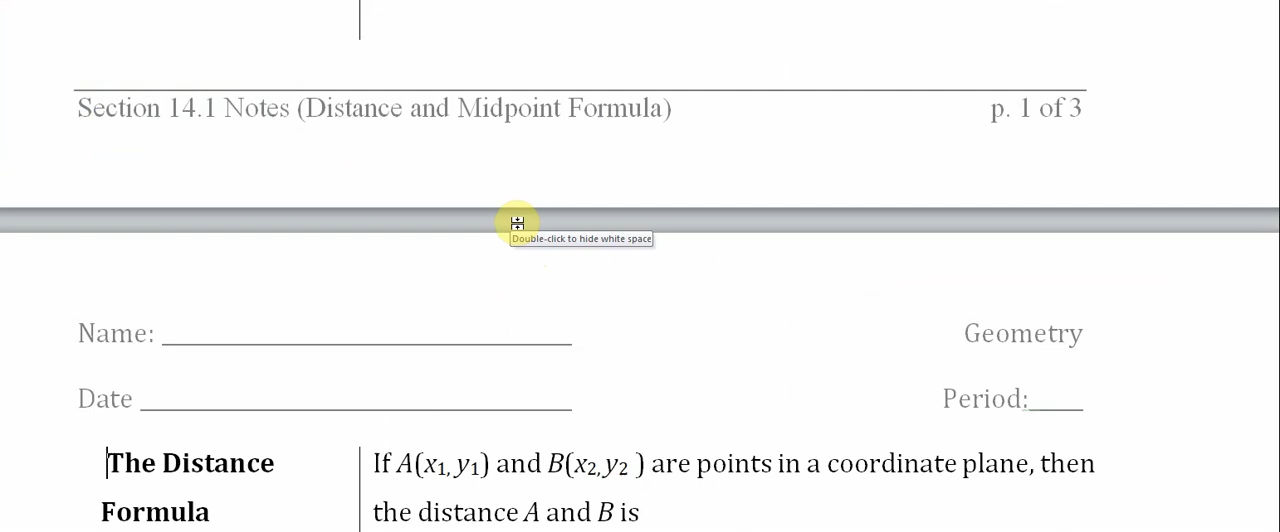 Section 14.1 Notes (Distance and Midpoint Formula) p. 1 of 3
Double-click to hide white space
Name: ____________________ Geometry
Date ____________________ Period:____
The Distance If A(x₁, y₁) and B(x₂, y₂ ) are points in a coordinate plane, then
Formula the distance A and B is